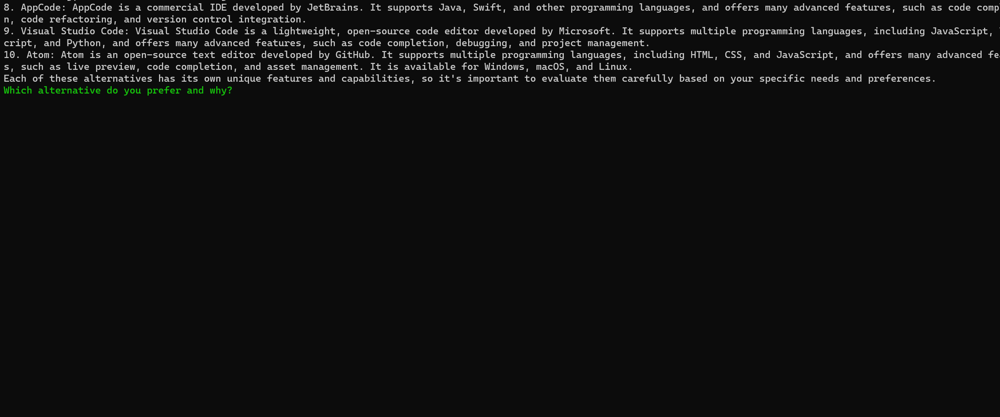 8. AppCode: AppCode is a commercial IDE developed by JetBrains. It supports Java, Swift, and other programming languages, and offers many advanced features, such as code comp
n, code refactoring, and version control integration.
9. Visual Studio Code: Visual Studio Code is a lightweight, open-source code editor developed by Microsoft. It supports multiple programming languages, including JavaScript,
cript, and Python, and offers many advanced features, such as code completion, debugging, and project management.
10. Atom: Atom is an open-source text editor developed by GitHub. It supports multiple programming languages, including HTML, CSS, and JavaScript, and offers many advanced fe
s, such as live preview, code completion, and asset management. It is available for Windows, macOS, and Linux.
Each of these alternatives has its own unique features and capabilities, so it's important to evaluate them carefully based on your specific needs and preferences.
Which alternative do you prefer and why?